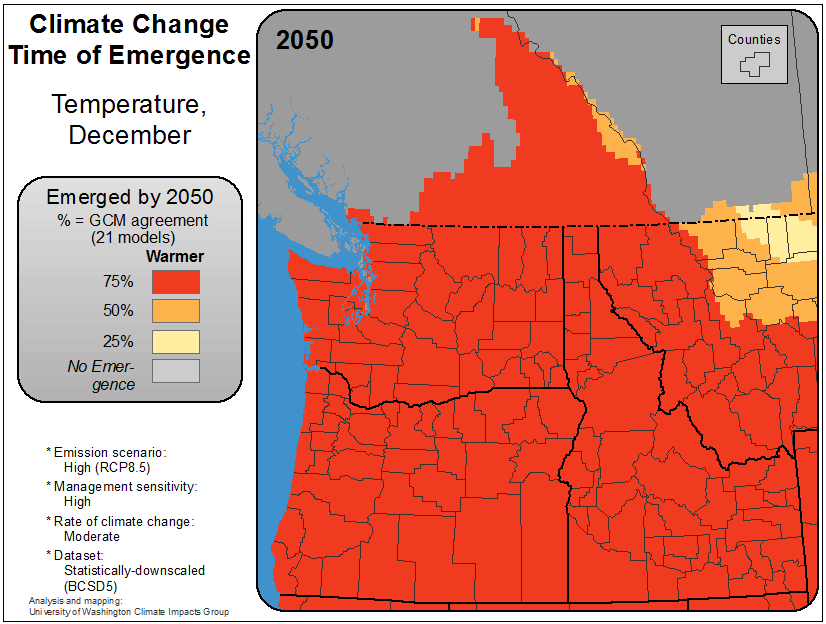 Climate Change
Time of Emergence
Temperature,
December
Emerged by 2050
% = GCM agreement
(21 models)
Warmer
75%
50%
25%
No Emer-
gence
* Emission scenario:
High (RCP8.5)
* Management sensitivity:
High
* Rate of climate change:
Moderate
* Dataset:
Statistically-downscaled
(BCSD5)
Analysis and mapping:
University of Washington Climate Impacts Group
2050
Counties